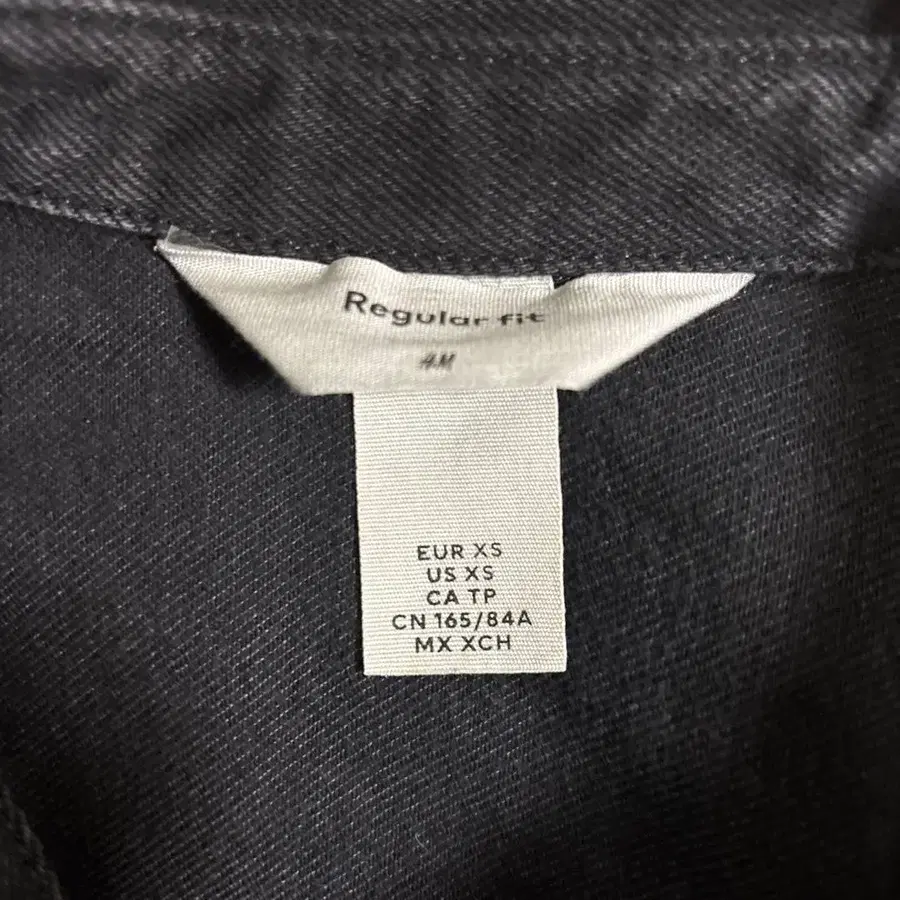 Regular fit
EUR XS
US XS
CA TP
CN 165/84A
MX XCH